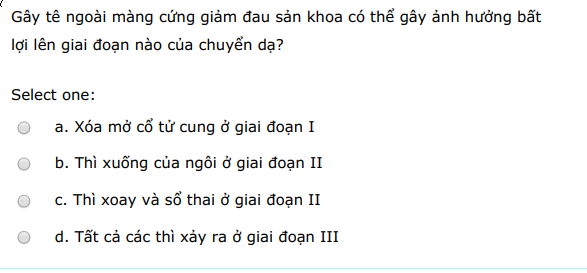 Gây tê ngoài màng cứng giảm đau sản khoa có thể gây ảnh hưởng bất
lợi lên giai đoạn nào của chuyển dạ?
Select one:
a. Xóa mở cổ tử cung ở giai đoạn I
b. Thì xuống của ngôi ở giai đoạn II
c. Thì xoay và sổ thai ở giai đoạn II
d. Tất cả các thì xảy ra ở giai đoạn III